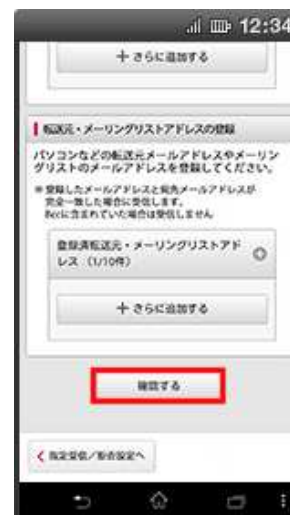 12:34
＋ さらに追加する
転送元・メーリングリストアドレスの登録
パソコンなどの転送元メールアドレスやメーリン
グリストのメールアドレスを登録してください。
※登録したメールアドレスと宛先メールアドレスが
完全一致した場合に受信します。
Bccに含まれていた場合は受信しません
登録済転送元・メーリングリストアド
レス （1/10件）
＋ さらに追加する
確認する
指定受信/拒否設定へ